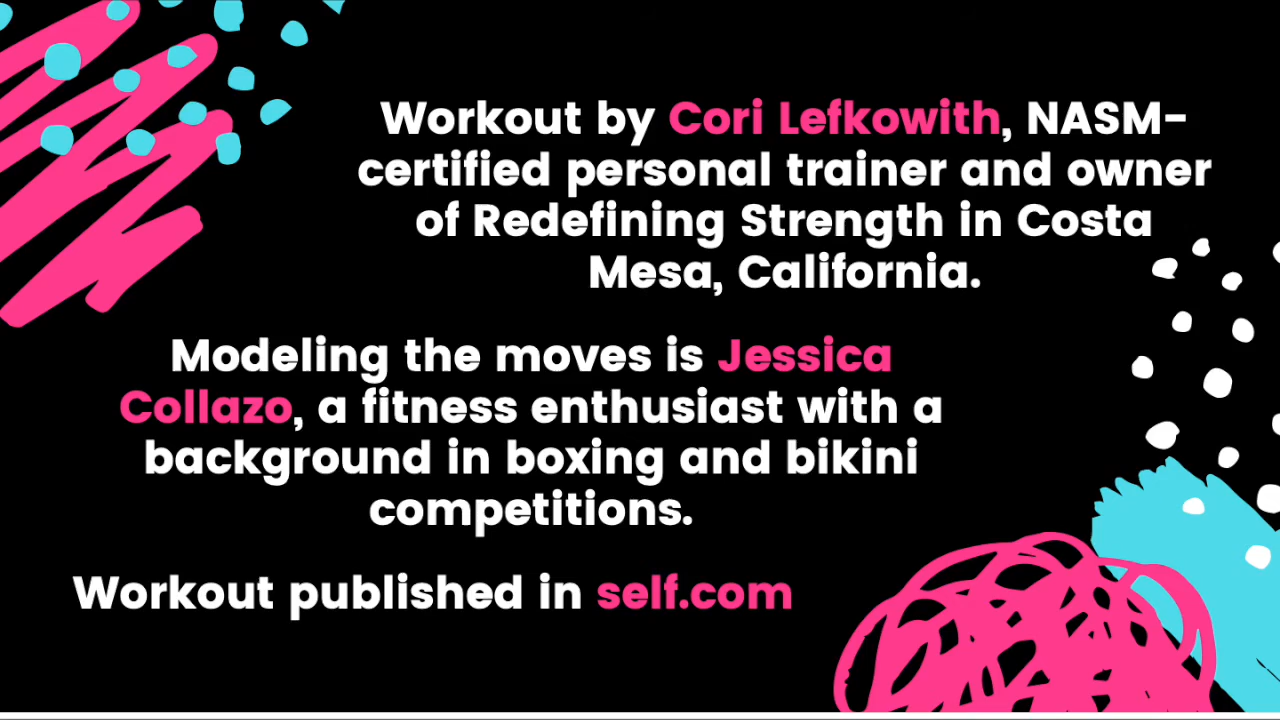 Workout by Cori Lefkowith, NASM-
certified personal trainer and owner
of Redefining Strength in Costa
Mesa, California.
Modeling the moves is Jessica
Collazo, a fitness enthusiast with a
background in boxing and bikini
competitions.
Workout published in self.com